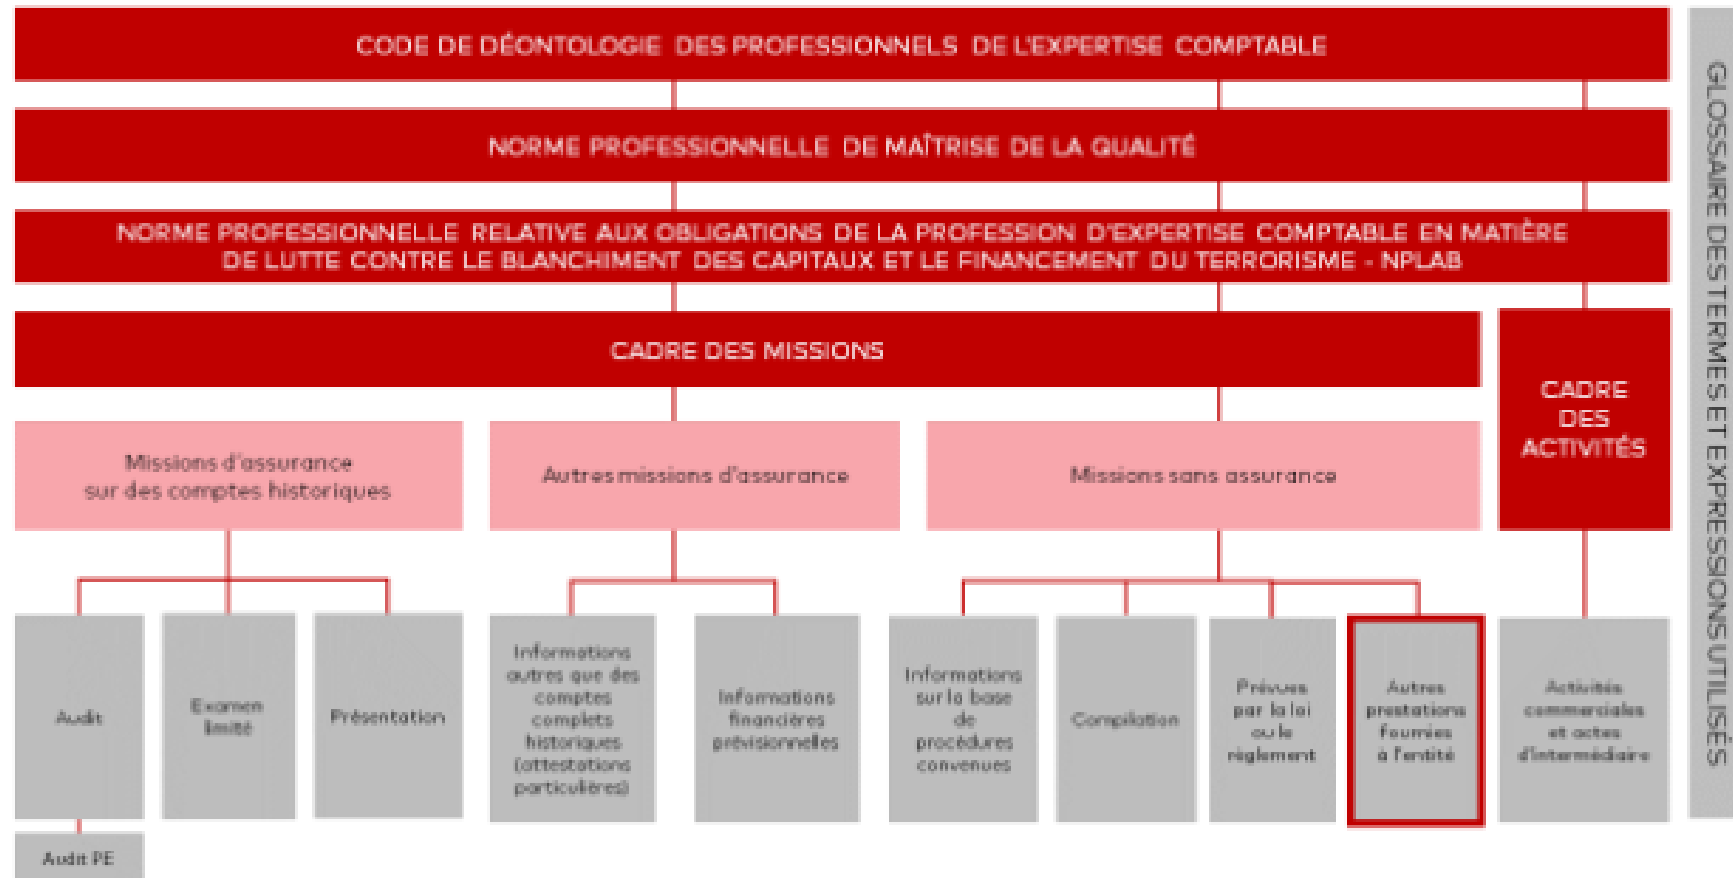 CODE DE DÉONTOLOGIE DES PROFESSIONNELS DE L'EXPERTISE COMPTABLE
NORME PROFESSIONNELLE DE MAÎTRISE DE LA QUALITÉ
NORME PROFESSIONNELLE RELATIVE AUX OBLIGATIONS DE LA PROFESSION D'EXPERTISE COMPTABLE EN MATIÈRE
DE LUTTE CONTRE LE BLANCHIMENT DES CAPITAUX ET LE FINANCEMENT DU TERRORISME - NPLAB
CADRE DES MISSIONS
CADRE
DES
ACTIVITÉS
Missions d'assurance
sur des comptes historiques
Autres missions d'assurance
Missions sans assurance
Audit
Examen
limité
Présentation
Informations
autres que des
comptes
complets
historiques
(attestations
particulières)
Informations
financières
prévisionnelles
Informations
sur la base
de
procédures
convenues
Compilation
Prévues
par la loi
ou le
règlement
Autres
prestations
fournies
à l'entité
Activités
commerciales
et actes
d'intermédiaire
Audit PE
GLOSSAIRE DES TERMES ET EXPRESSIONS UTILISÉS